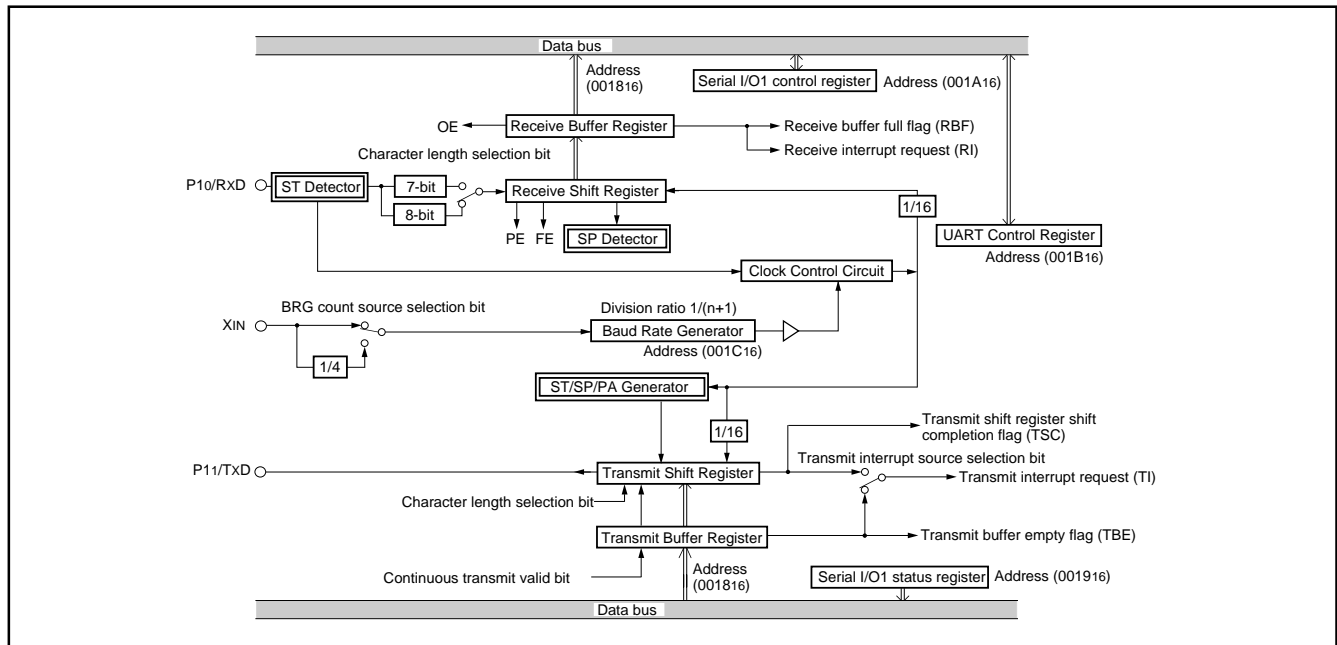 Data bus
Address
(001816)
Serial I/O1 control register
Address (001A16)
OE
Receive Buffer Register
Receive buffer full flag (RBF)
Receive interrupt request (RI)
Character length selection bit
P10/RXD
ST Detector
7-bit
8-bit
Receive Shift Register
1/16
PE
FE
SP Detector
UART Control Register
Address (001B16)
Clock Control Circuit
BRG count source selection bit
Division ratio 1/(n+1)
XIN
Baud Rate Generator
Address (001C16)
1/4
ST/SP/PA Generator
1/16
Transmit shift register shift
completion flag (TSC)
P11/TXD
Transmit Shift Register
Transmit interrupt source selection bit
Transmit interrupt request (TI)
Character length selection bit
Transmit Buffer Register
Transmit buffer empty flag (TBE)
Continuous transmit valid bit
Address
(001816)
Serial I/O1 status register
Address (001916)
Data bus